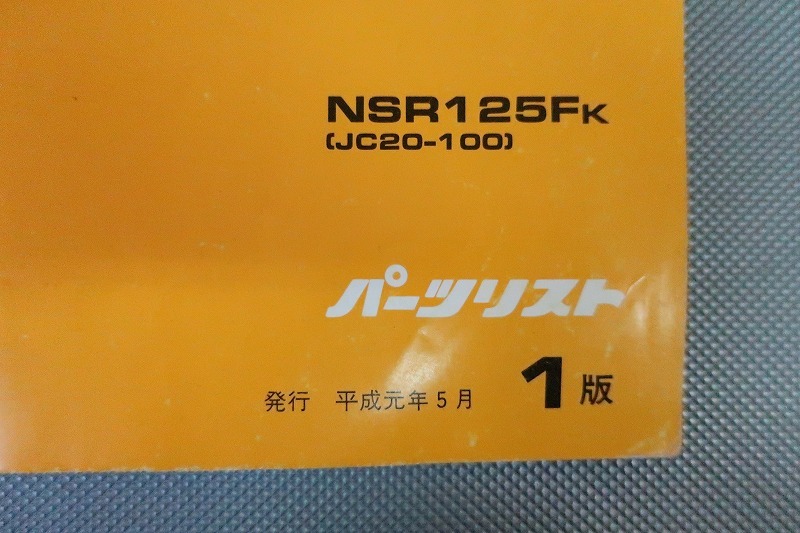 NSR125FK
(JC20-100)
パーツリスト
発行 平成元年5月 1版